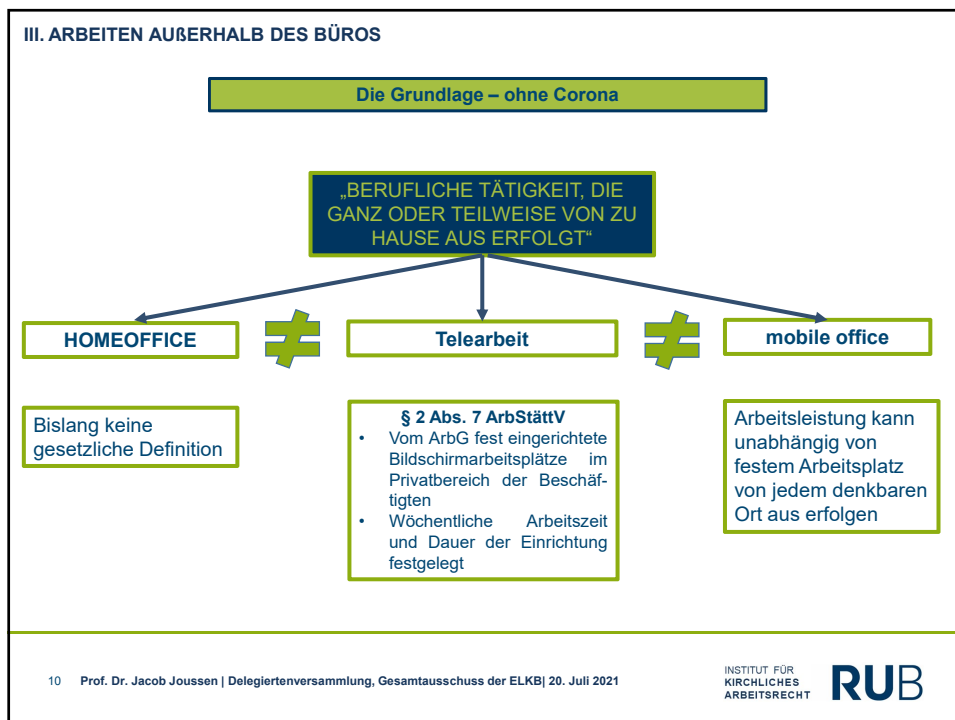 III. ARBEITEN AUßERHALB DES BÜROS
Die Grundlage – ohne Corona
„BERUFLICHE TÄTIGKEIT, DIE
GANZ ODER TEILWEISE VON ZU
HAUSE AUS ERFOLGT“
HOMEOFFICE
≠
Telearbeit
≠
mobile office
Bislang keine
gesetzliche Definition
§ 2 Abs. 7 ArbStättV
• Vom ArbG fest eingerichtete
Bildschirmarbeitsplätze im
Privatbereich der Beschäf-
tigten
• Wöchentliche Arbeitszeit
und Dauer der Einrichtung
festgelegt
Arbeitsleistung kann
unabhängig von
festem Arbeitsplatz
von jedem denkbaren
Ort aus erfolgen
10 Prof. Dr. Jacob Joussen | Delegiertenversammlung, Gesamtausschuss der ELKB| 20. Juli 2021
INSTITUT FÜR
KIRCHLICHES
ARBEITSRECHT
RUB